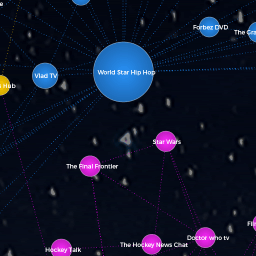 Forbez DVD
The Gra
World Star Hip Hop
Vlad TV
Hub
Star Wars
The Final Frontier
Doctor who tv
The Hockey News Chat
Hockey Talk